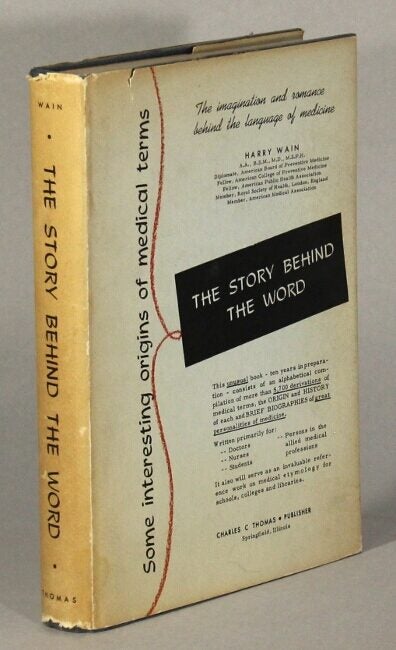 WAIN
•
THE STORY BEHIND THE WORD
•
THOMAS
Some interesting origins of medical terms
The imagination and romance
behind the language of medicine
HARRY WAIN
A.A., B.S.M., M.D., M.S.P.H.
Diplomate, American Board of Preventive Medicine
Fellow, American College of Preventive Medicine
Fellow, American Public Health Association
Member, Royal Society of Health, London, England
Member, American Medical Association
THE STORY BEHIND
THE WORD
This unusual book - ten years in prepara-
tion - consists of an alphabetical com-
pilation of more than 5,700 derivations of
medical terms, the ORIGIN and HISTORY
of each and BRIEF BIOGRAPHIES of great
personalities of medicine.
Written primarily for:
-- Doctors
-- Nurses
-- Students
-- Persons in the
allied medical
professions
It also will serve as an invaluable refer-
ence work on medical etymology for
schools, colleges and libraries.
CHARLES C THOMAS • PUBLISHER
Springfield, Illinois